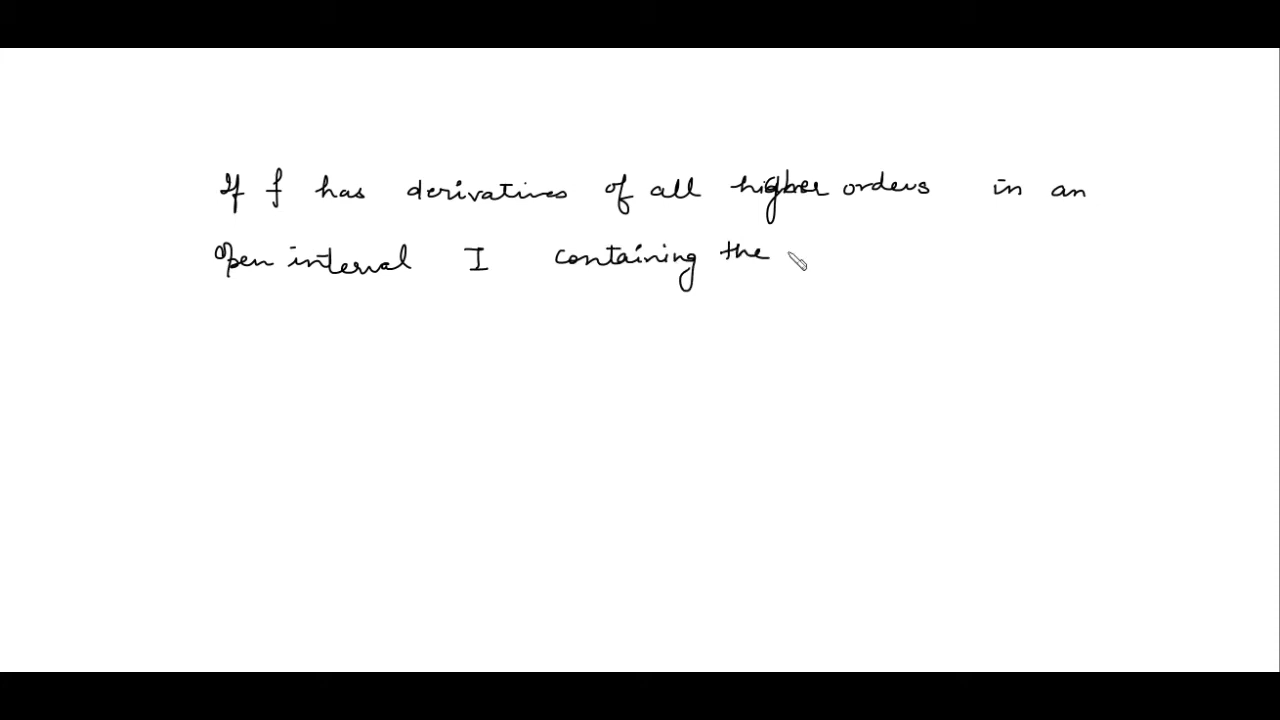 If f has derivatives of all higher orders in an
open interval I containing the